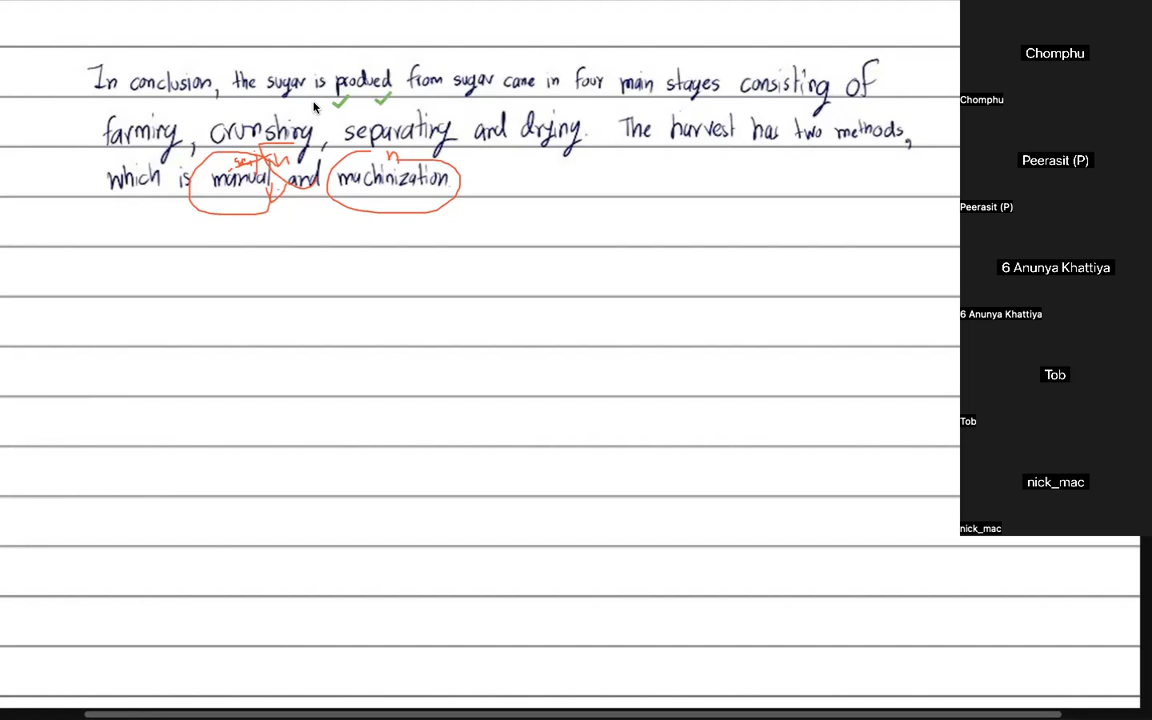 In conclusion, the sugar is produed from sugar cane in four main stages consisting of
farming, crunshing, separating and drying. The harvest has two methods,
n
which is manual and machinization.
Chomphu
Chomphu
Peerasit (P)
Peerasit (P)
6 Anunya Khattiya
6 Anunya Khattiya
Tob
Tob
nick_mac
nick_mac